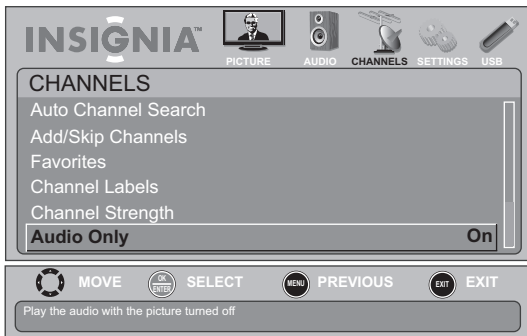 INSIGNIA™
PICTURE AUDIO CHANNELS SETTINGS USB
CHANNELS
Auto Channel Search
Add/Skip Channels
Favorites
Channel Labels
Channel Strength
Audio Only On
MOVE OK ENTER SELECT MENU PREVIOUS EXIT EXIT
Play the audio with the picture turned off